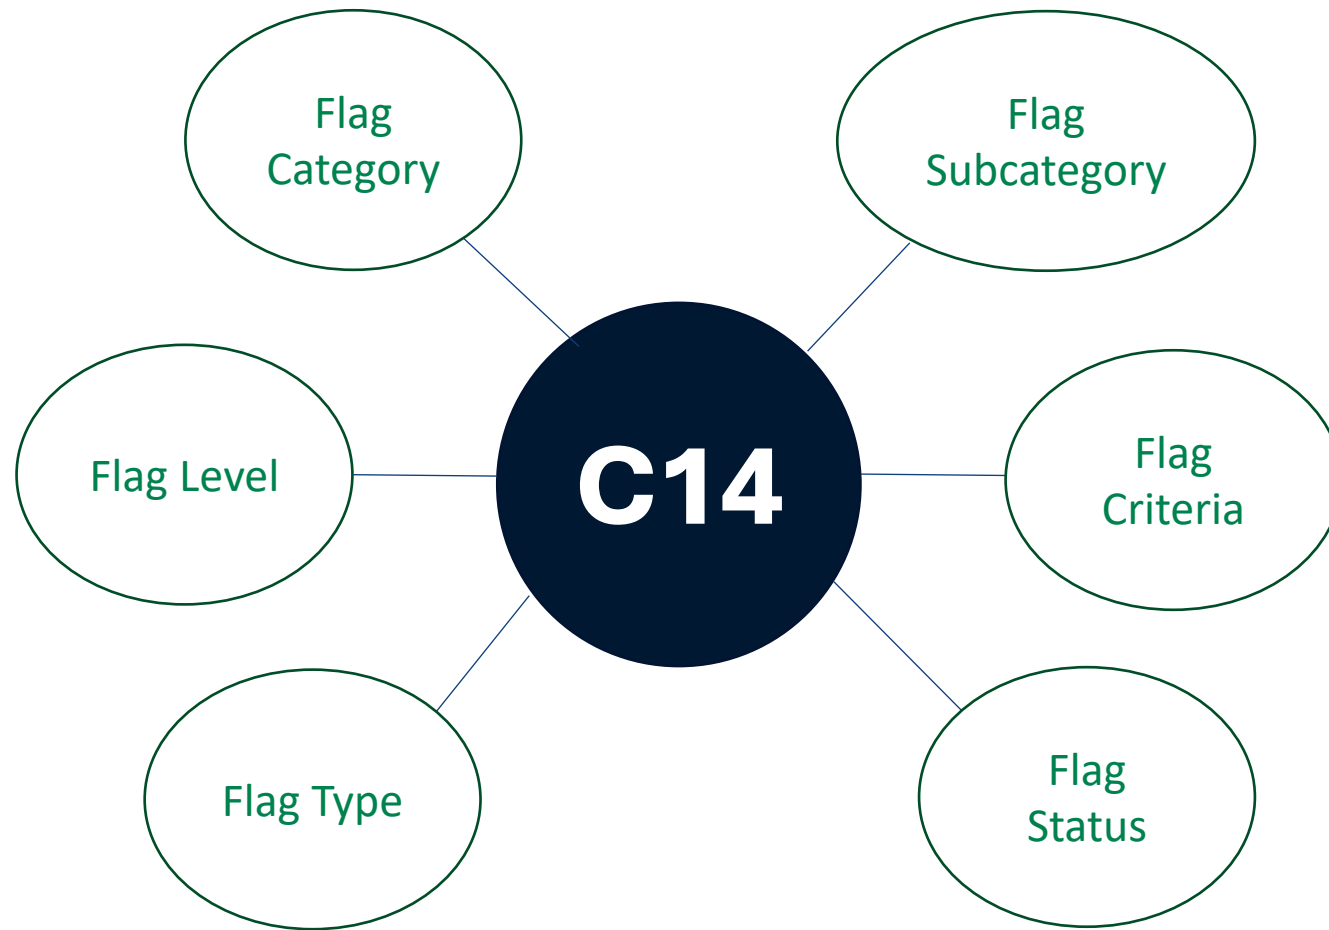 Flag
Category
Flag
Subcategory
Flag Level
C14
Flag
Criteria
Flag Type
Flag
Status